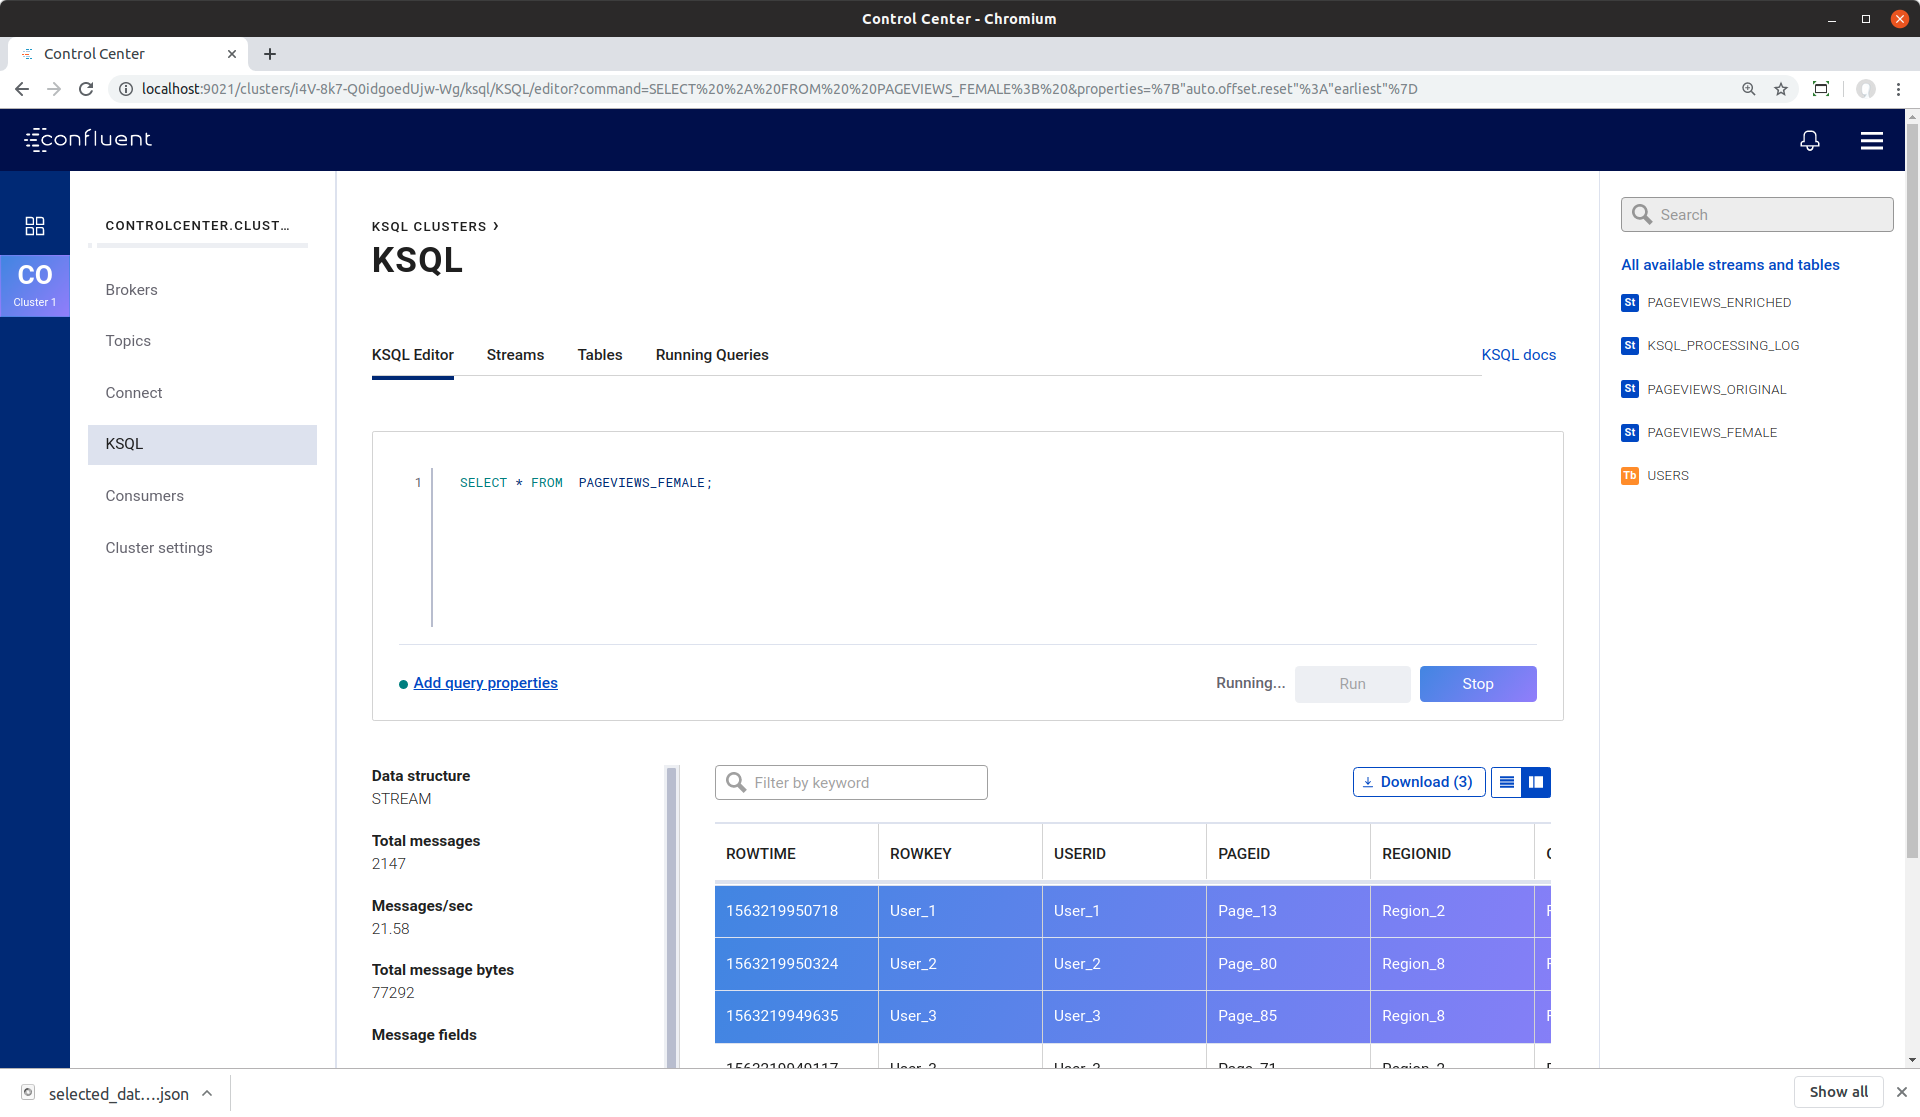 Control Center - Chromium
Control Center
localhost:9021/clusters/i4V-8k7-Q0idgoedUjw-Wg/ksql/KSQL/editor?command=SELECT%20%2A%20FROM%20%20PAGEVIEWS_FEMALE%3B%20&properties=%7B"auto.offset.reset"%3A"earliest"%7D
confluent
CO
Cluster 1
CONTROLCENTER.CLUST...
Brokers
Topics
Connect
KSQL
Consumers
Cluster settings
KSQL CLUSTERS ›
KSQL
KSQL Editor Streams Tables Running Queries KSQL docs
1 SELECT * FROM  PAGEVIEWS_FEMALE;
Add query properties Running... Run Stop
Data structure
STREAM
Total messages
2147
Messages/sec
21.58
Total message bytes
77292
Message fields
Filter by keyword Download (3)
ROWTIME ROWKEY USERID PAGEID REGIONID
1563219950718 User_1 User_1 Page_13 Region_2
1563219950324 User_2 User_2 Page_80 Region_8
1563219949635 User_3 User_3 Page_85 Region_8
Search
All available streams and tables
St PAGEVIEWS_ENRICHED
St KSQL_PROCESSING_LOG
St PAGEVIEWS_ORIGINAL
St PAGEVIEWS_FEMALE
Tb USERS
selected_dat....json Show all